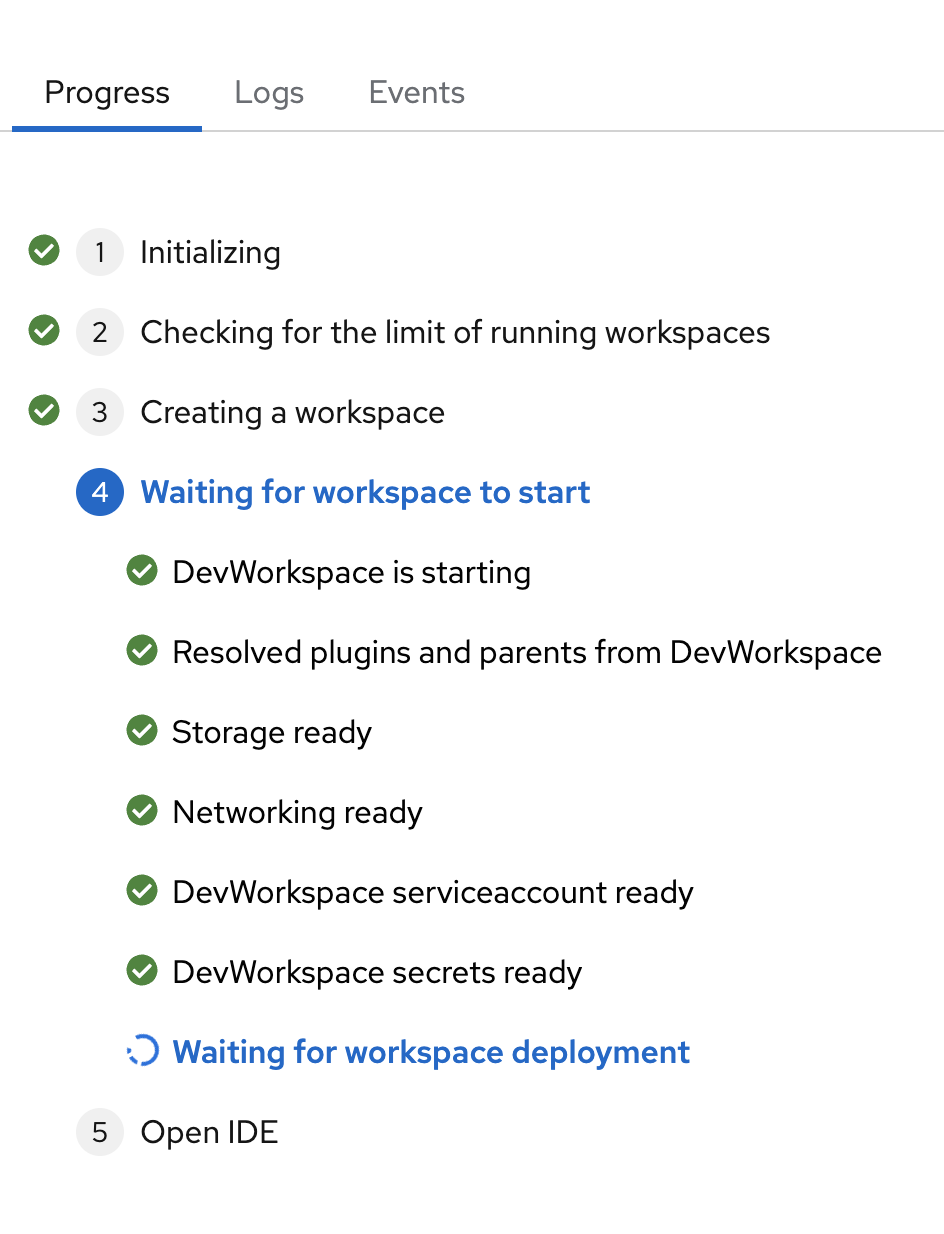 Progress Logs Events
1 Initializing
2 Checking for the limit of running workspaces
3 Creating a workspace
4 Waiting for workspace to start
DevWorkspace is starting
Resolved plugins and parents from DevWorkspace
Storage ready
Networking ready
DevWorkspace serviceaccount ready
DevWorkspace secrets ready
Waiting for workspace deployment
5 Open IDE